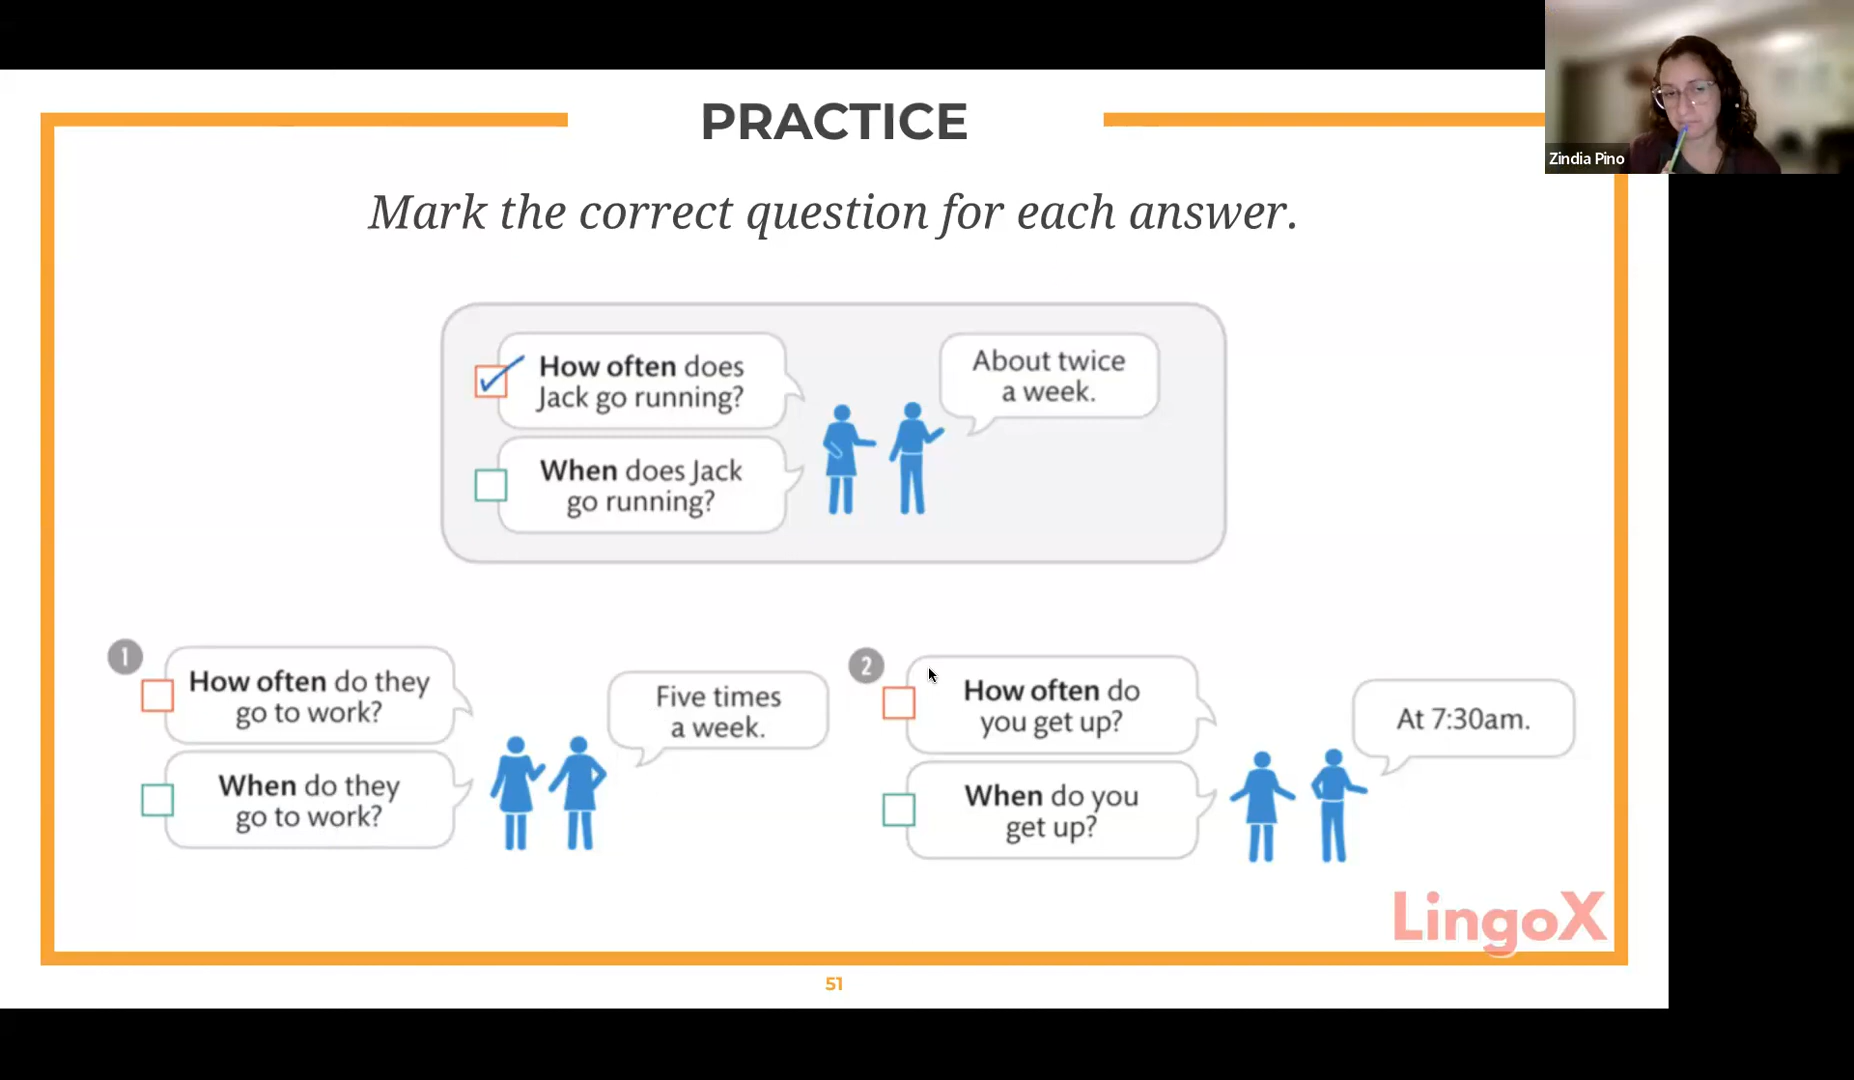 PRACTICE
Zindia Pino
Mark the correct question for each answer.
How often does
Jack go running?
About twice
a week.
When does Jack
go running?
1
How often do they
go to work?
Five times
a week.
When do they
go to work?
2
How often do
you get up?
At 7:30am.
When do you
get up?
LingoX
51